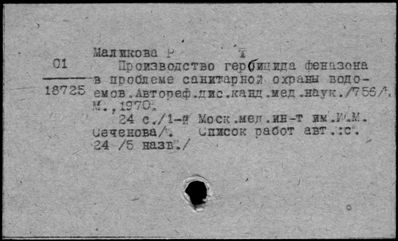 Маликова Р Т
01
Производство гербицида феназона
18725
в проблеме санитарной охраны водо-
емов.Автореф.дис.канд.мед.наук./756/.
М.,1970.
24 с./1-й Моск.мед.ин-т им.И.М.
Сеченова/. Список работ авт.:с.
24 /5 назв./